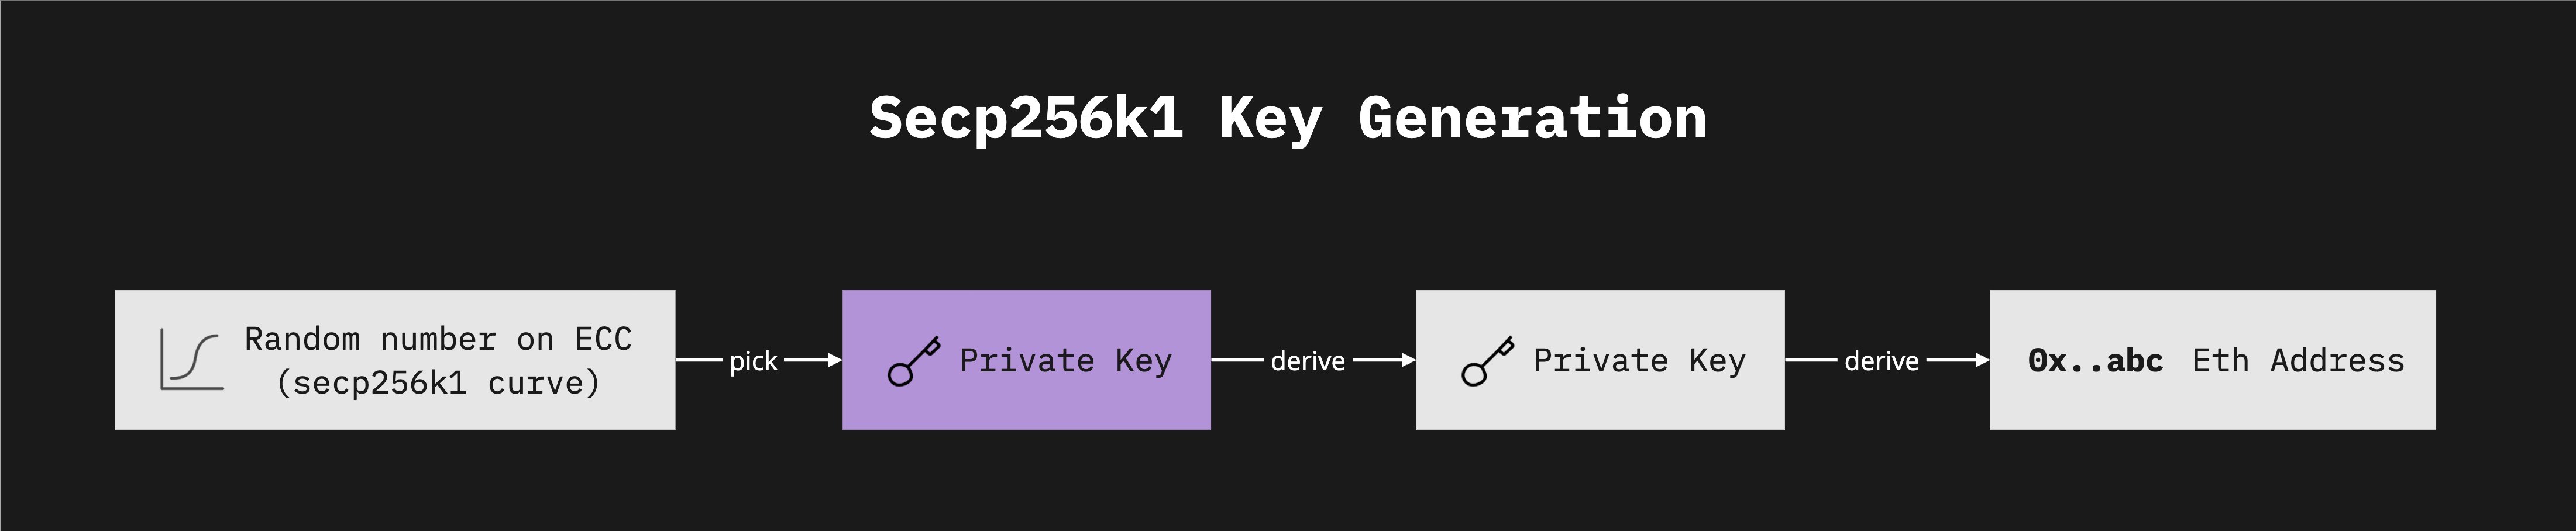 Secp256k1 Key Generation
Random number on ECC
(secp256k1 curve)
pick
Private Key
derive
Private Key
derive
0x..abc Eth Address